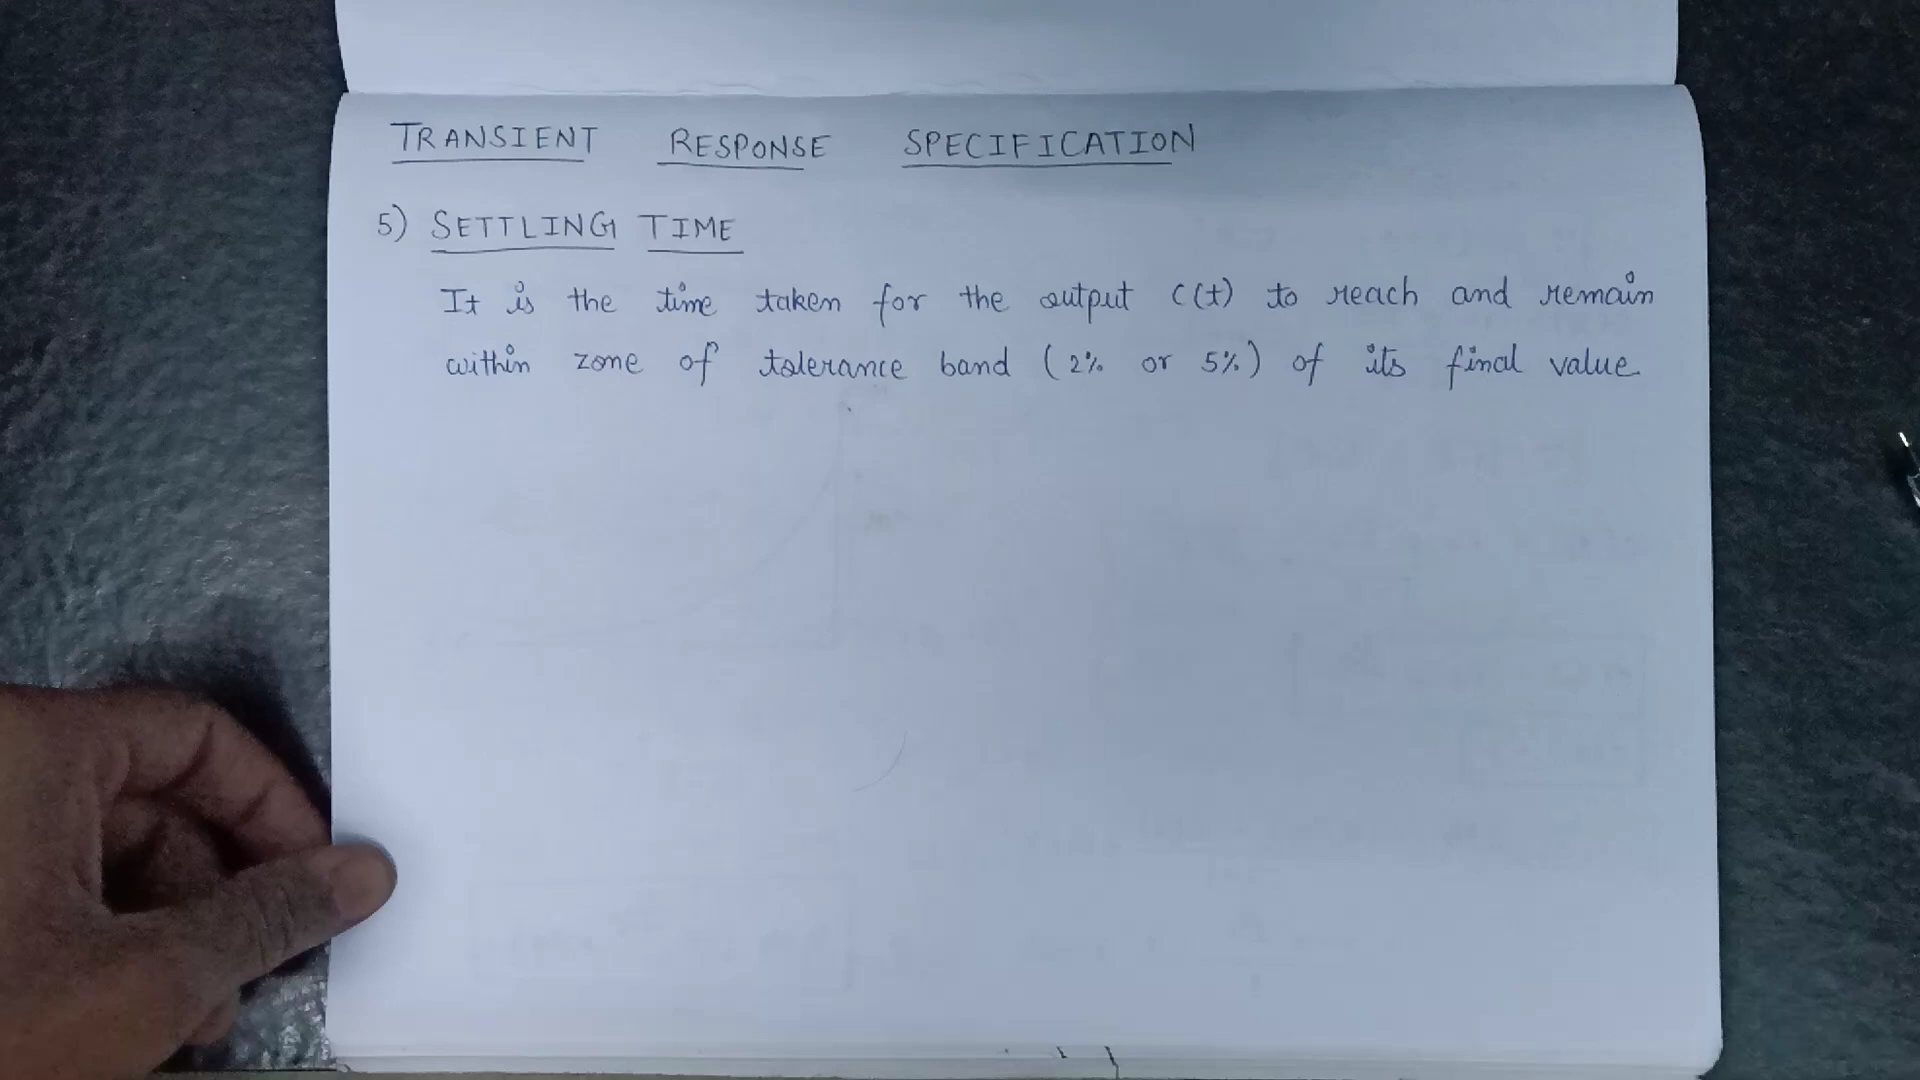 TRANSIENT RESPONSE SPECIFICATION
5) SETTLING TIME
It is the time taken for the output c(t) to reach and remain
within zone of tolerance band (2% or 5%) of its final value